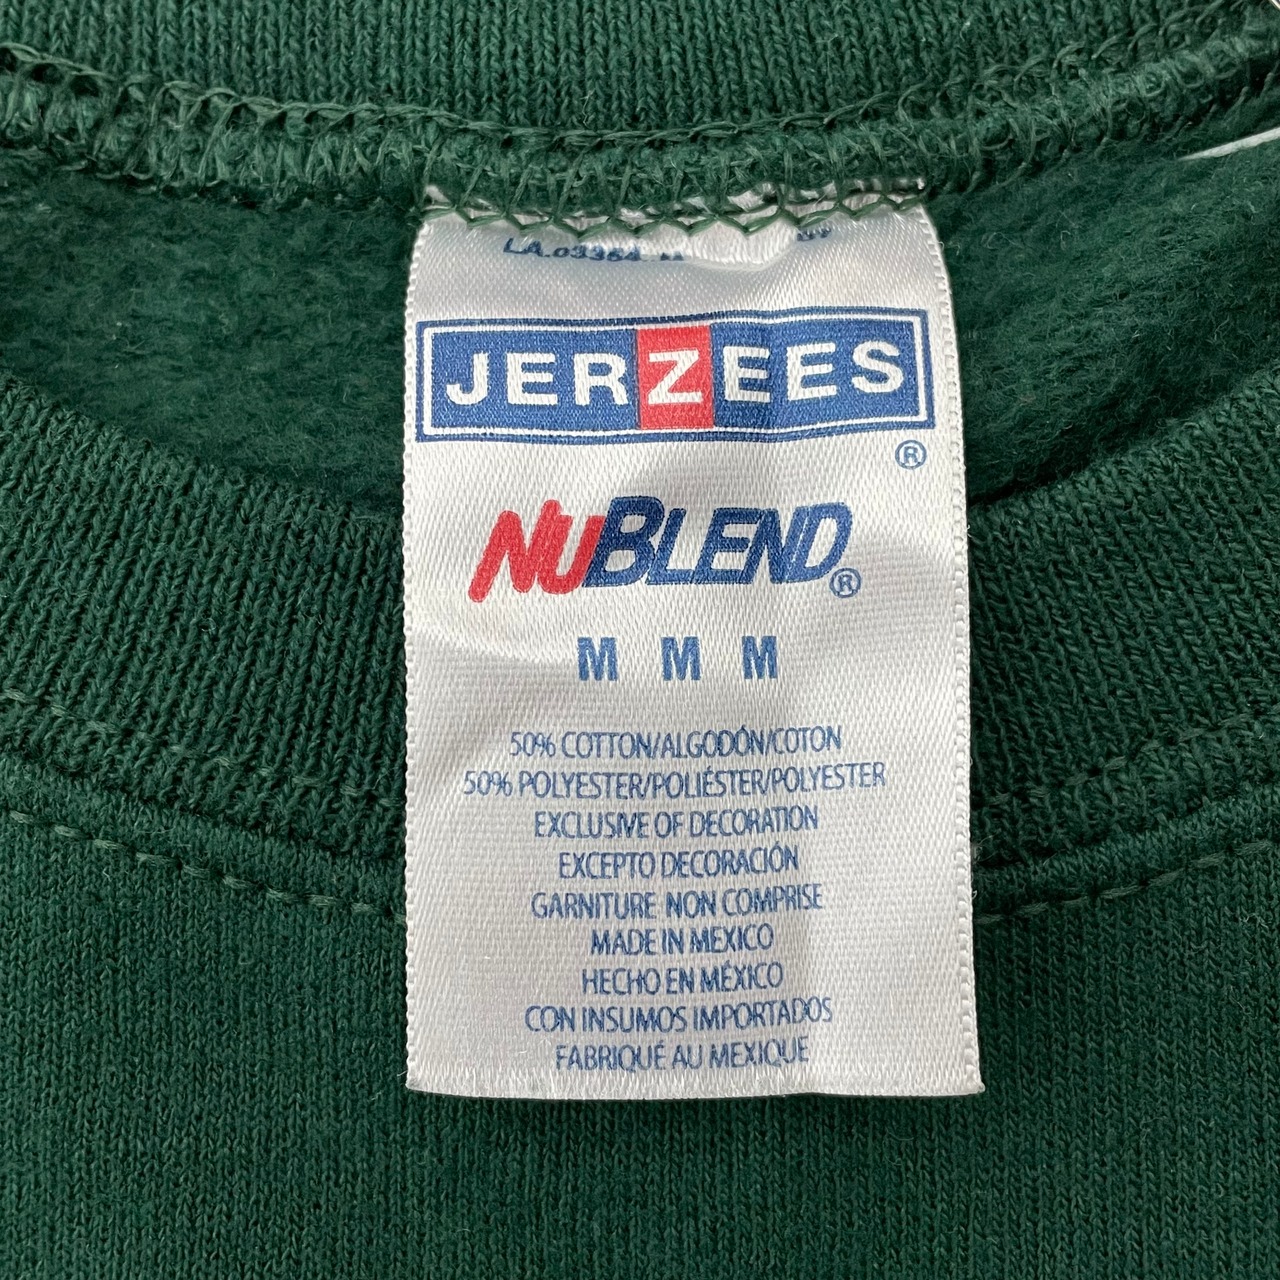 JERZEES
®
NUBLEND®
M M M
50% COTTON/ALGODÓN/COTON
50% POLYESTER/POLIÉSTER/POLYESTER
EXCLUSIVE OF DECORATION
EXCEPTO DECORACIÓN
GARNITURE NON COMPRISE
MADE IN MEXICO
HECHO EN MÉXICO
CON INSUMOS IMPORTADOS
FABRIQUÉ AU MEXIQUE